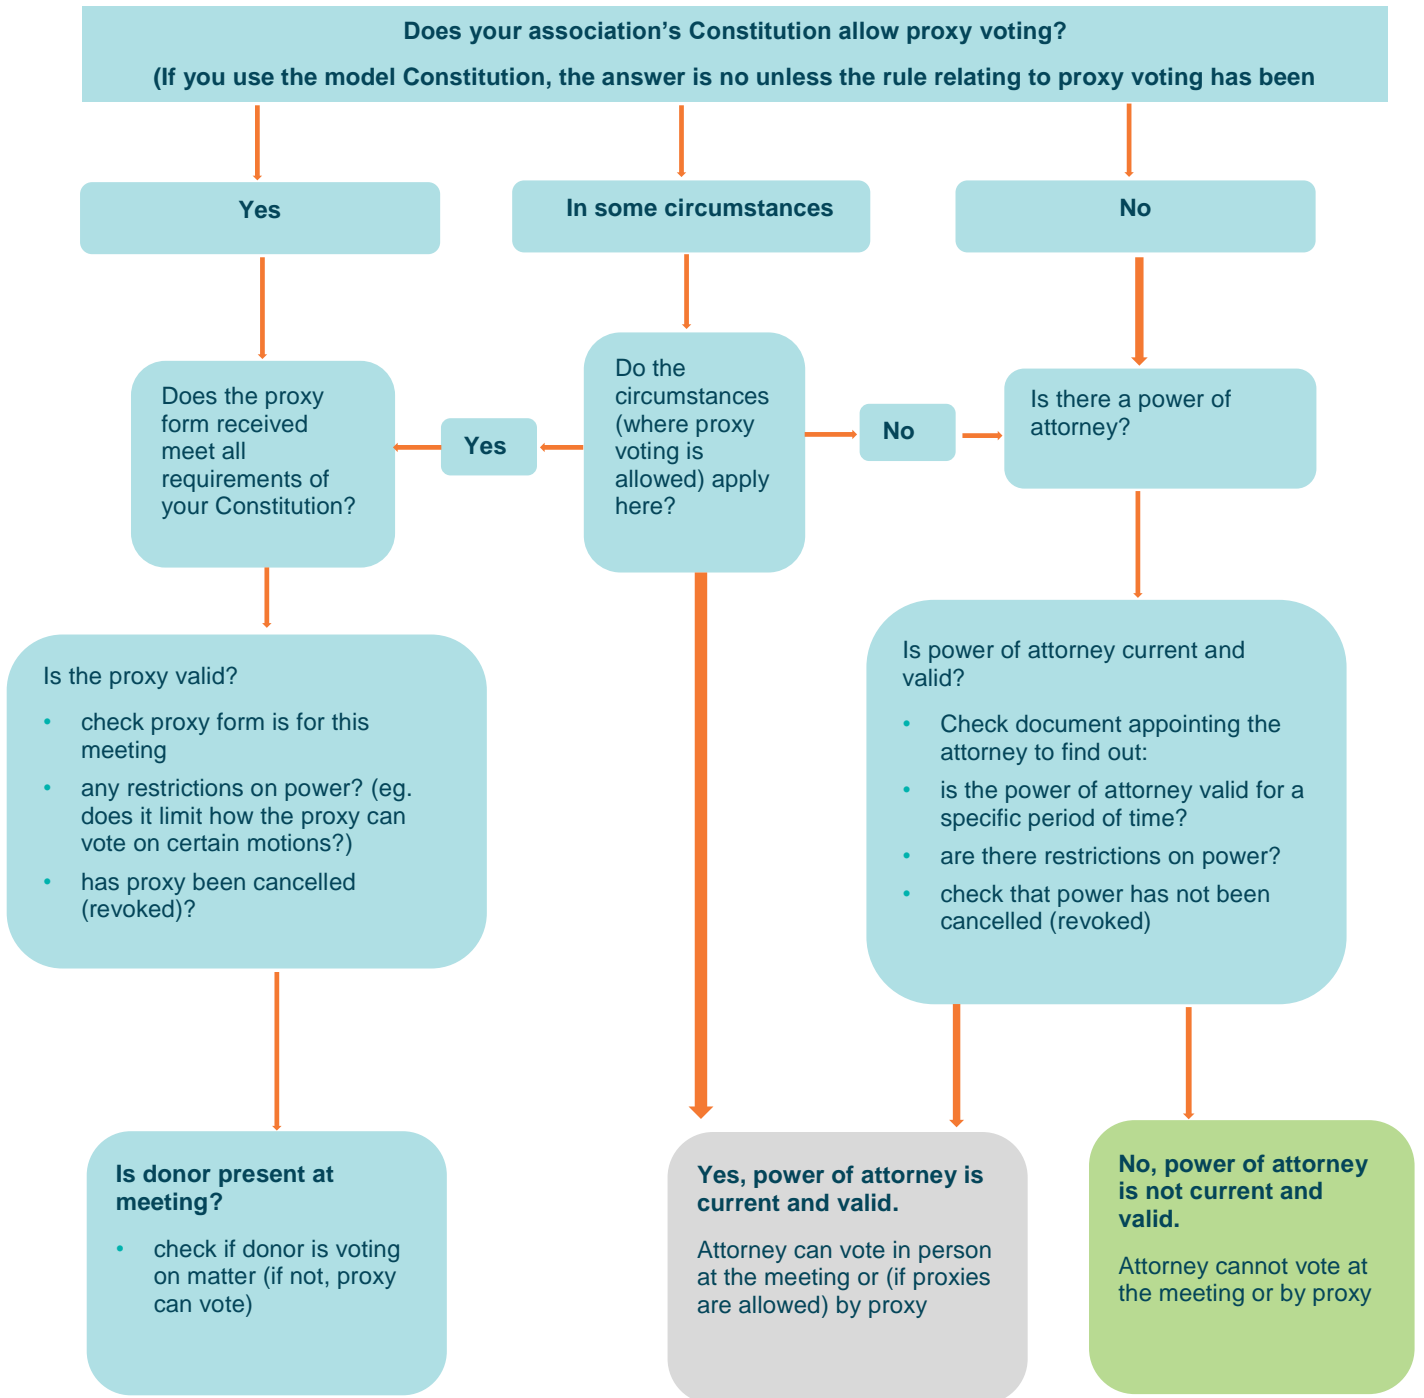 Does your association's Constitution allow proxy voting?
(If you use the model Constitution, the answer is no unless the rule relating to proxy voting has been
Yes
In some circumstances
No
Does the proxy
form received
meet all
requirements of
your Constitution?
Yes
Do the
circumstances
(where proxy
voting is
allowed) apply
here?
No
Is there a power of
attorney?
Is the proxy valid?
• check proxy form is for this
meeting
• any restrictions on power? (eg.
does it limit how the proxy can
vote on certain motions?)
• has proxy been cancelled
(revoked)?
Is power of attorney current and
valid?
• Check document appointing the
attorney to find out:
• is the power of attorney valid for a
specific period of time?
• are there restrictions on power?
• check that power has not been
cancelled (revoked)
Is donor present at
meeting?
• check if donor is voting
on matter (if not, proxy
can vote)
Yes, power of attorney is
current and valid.
Attorney can vote in person
at the meeting or (if proxies
are allowed) by proxy
No, power of attorney
is not current and
valid.
Attorney cannot vote at
the meeting or by proxy